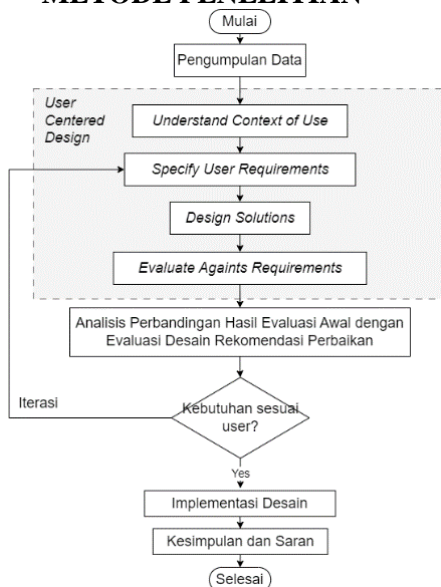 METODE PENELITIAN
Mulai
Pengumpulan Data
User
Centered
Design
Understand Context of Use
Specify User Requirements
Design Solutions
Evaluate Againts Requirements
Analisis Perbandingan Hasil Evaluasi Awal dengan
Evaluasi Desain Rekomendasi Perbaikan
Iterasi
Kebutuhan sesuai
user?
Yes
Implementasi Desain
Kesimpulan dan Saran
Selesai